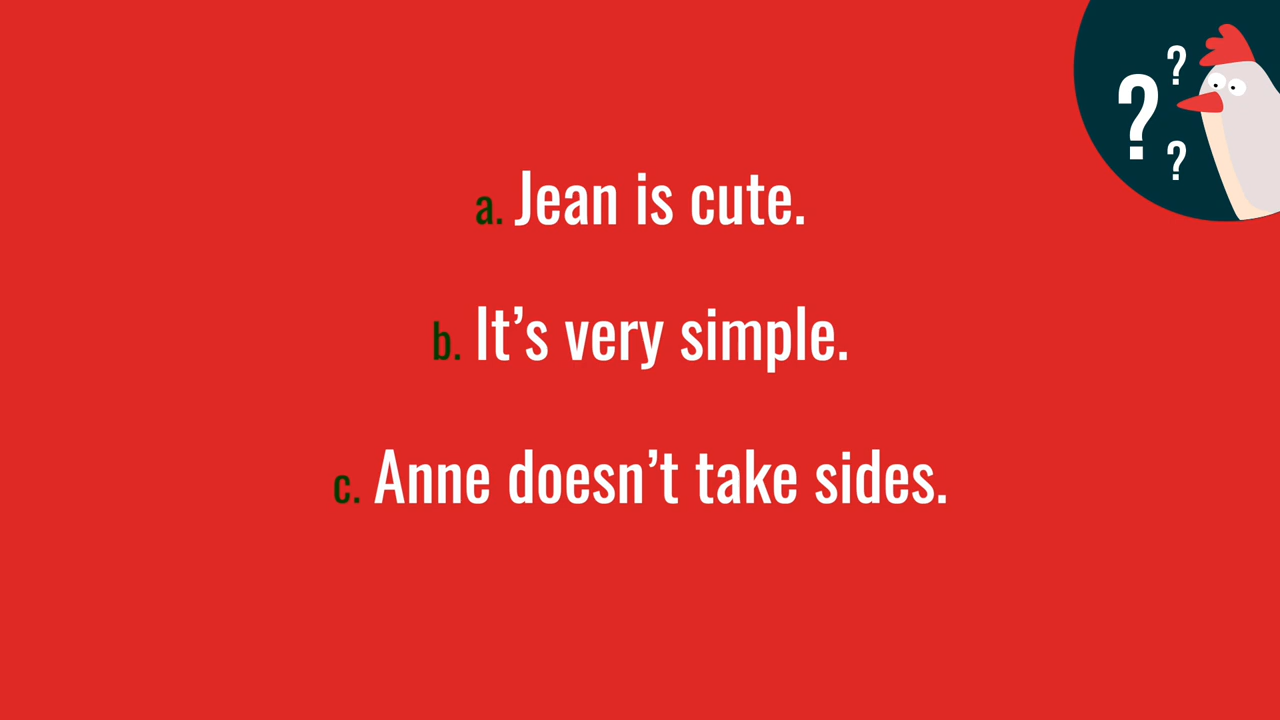 ? ? ?
a. Jean is cute.
b. It’s very simple.
c. Anne doesn’t take sides.